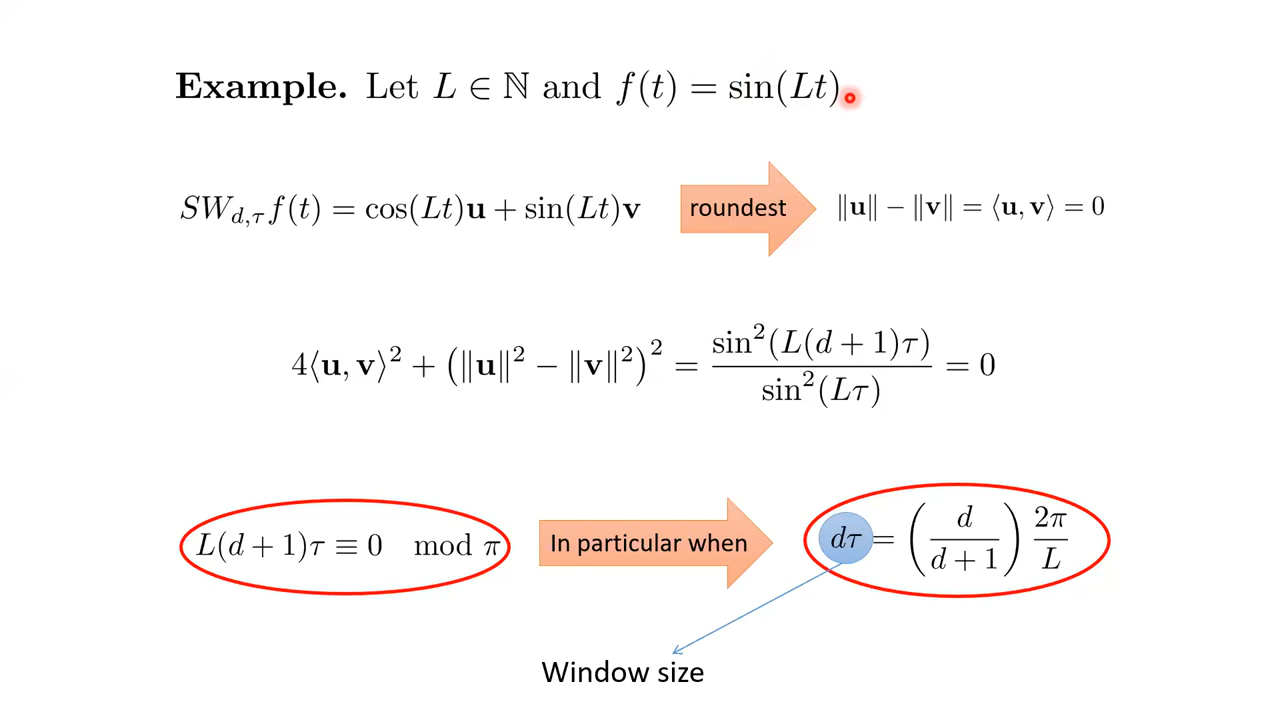 Example. Let L ∈ ℕ and f(t) = sin(Lt)
SW_{d,τ}f(t) = cos(Lt)u + sin(Lt)v
roundest
‖u‖ − ‖v‖ = ⟨u, v⟩ = 0
4⟨u, v⟩² + (‖u‖² − ‖v‖²)² = sin²(L(d + 1)τ) / sin²(Lτ) = 0
L(d + 1)τ ≡ 0 mod π
In particular when
dτ = (d / (d + 1)) 2π / L
Window size